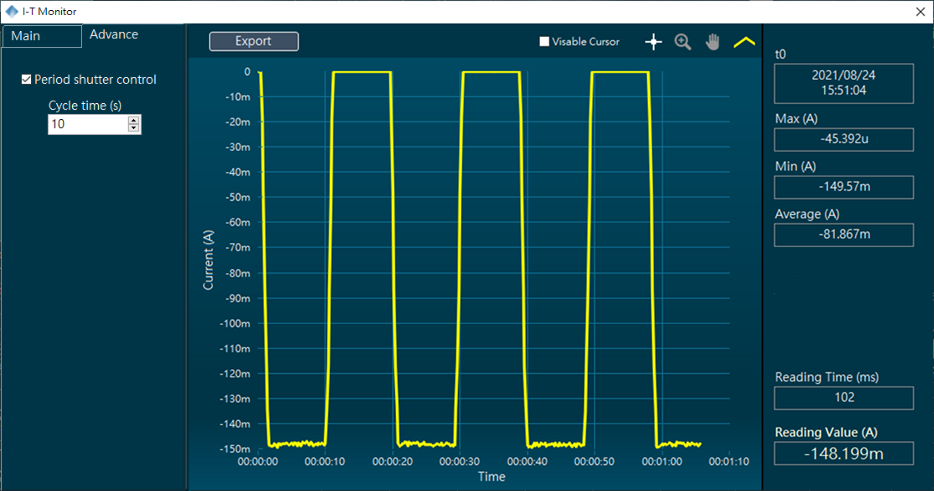 I-T Monitor
Main
Advance
Period shutter control
Cycle time (s)
10
Export
Visable Cursor
Current (A)
0
-10m
-20m
-30m
-40m
-50m
-60m
-70m
-80m
-90m
-100m
-110m
-120m
-130m
-140m
-150m
00:00:00
00:00:10
00:00:20
00:00:30
00:00:40
00:00:50
00:01:00
00:01:10
Time
t0
2021/08/24
15:51:04
Max (A)
-45.392u
Min (A)
-149.57m
Average (A)
-81.867m
Reading Time (ms)
102
Reading Value (A)
-148.199m